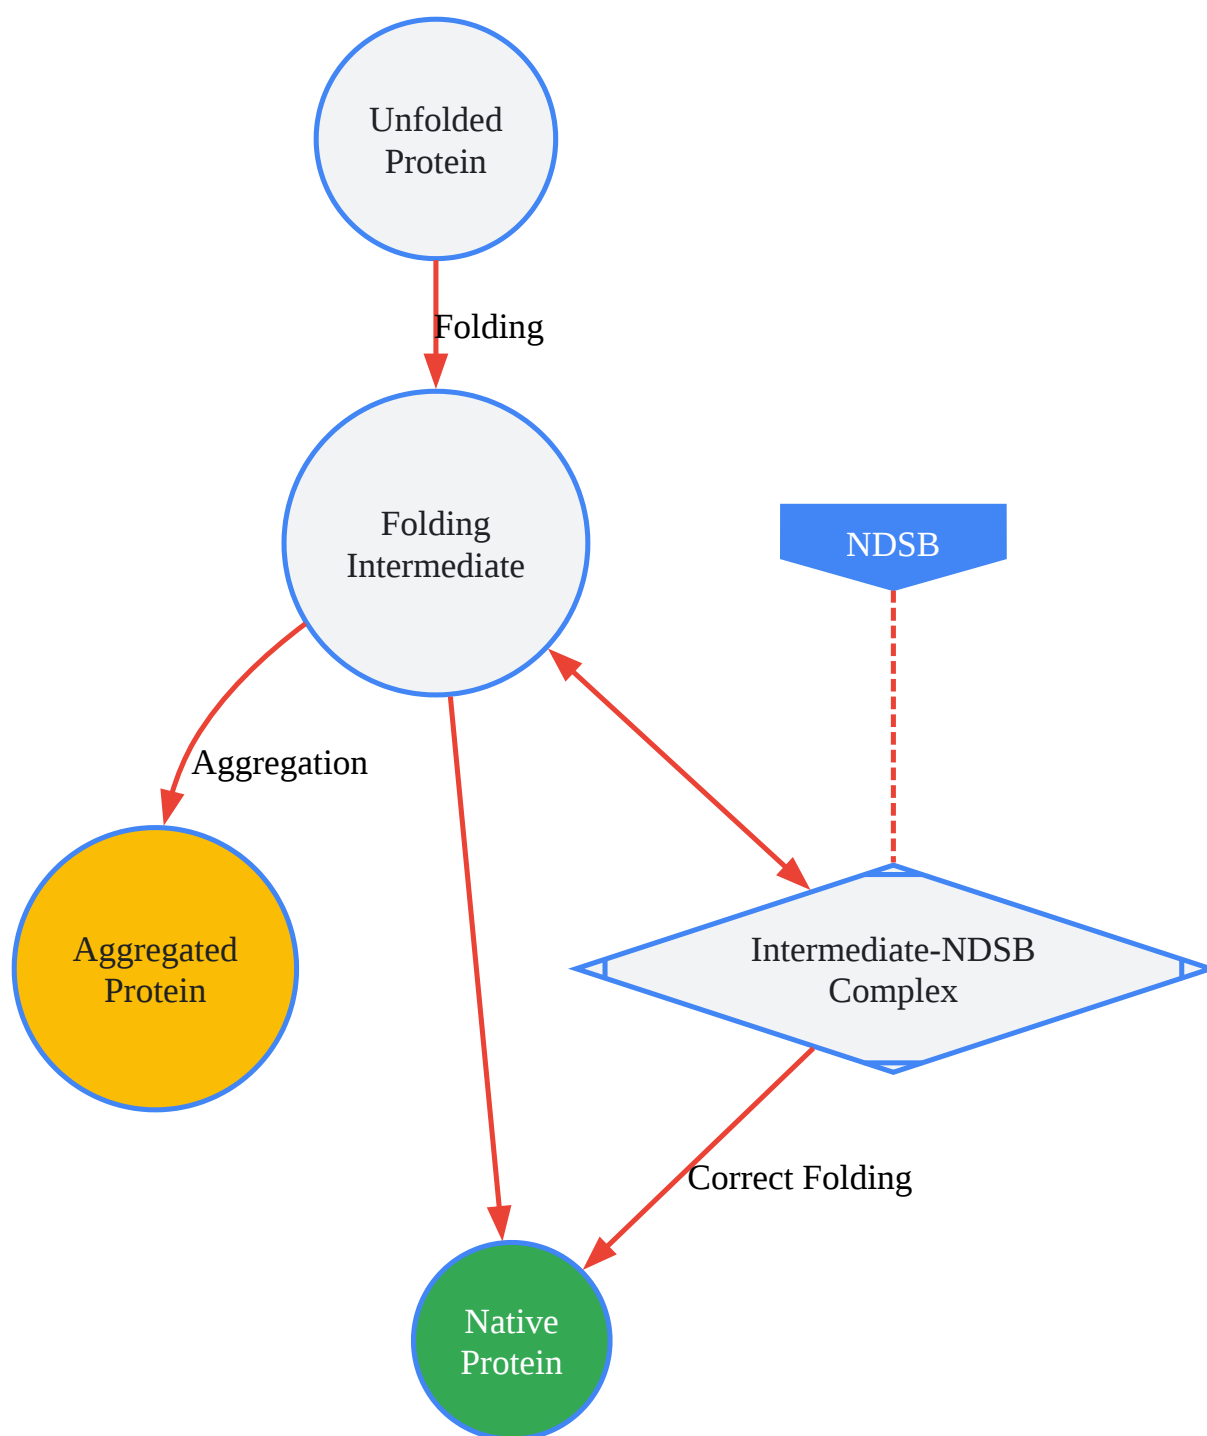 Unfolded
Protein
Folding
Folding
Intermediate
NDSB
Aggregation
Aggregated
Protein
Intermediate-NDSB
Complex
Correct Folding
Native
Protein